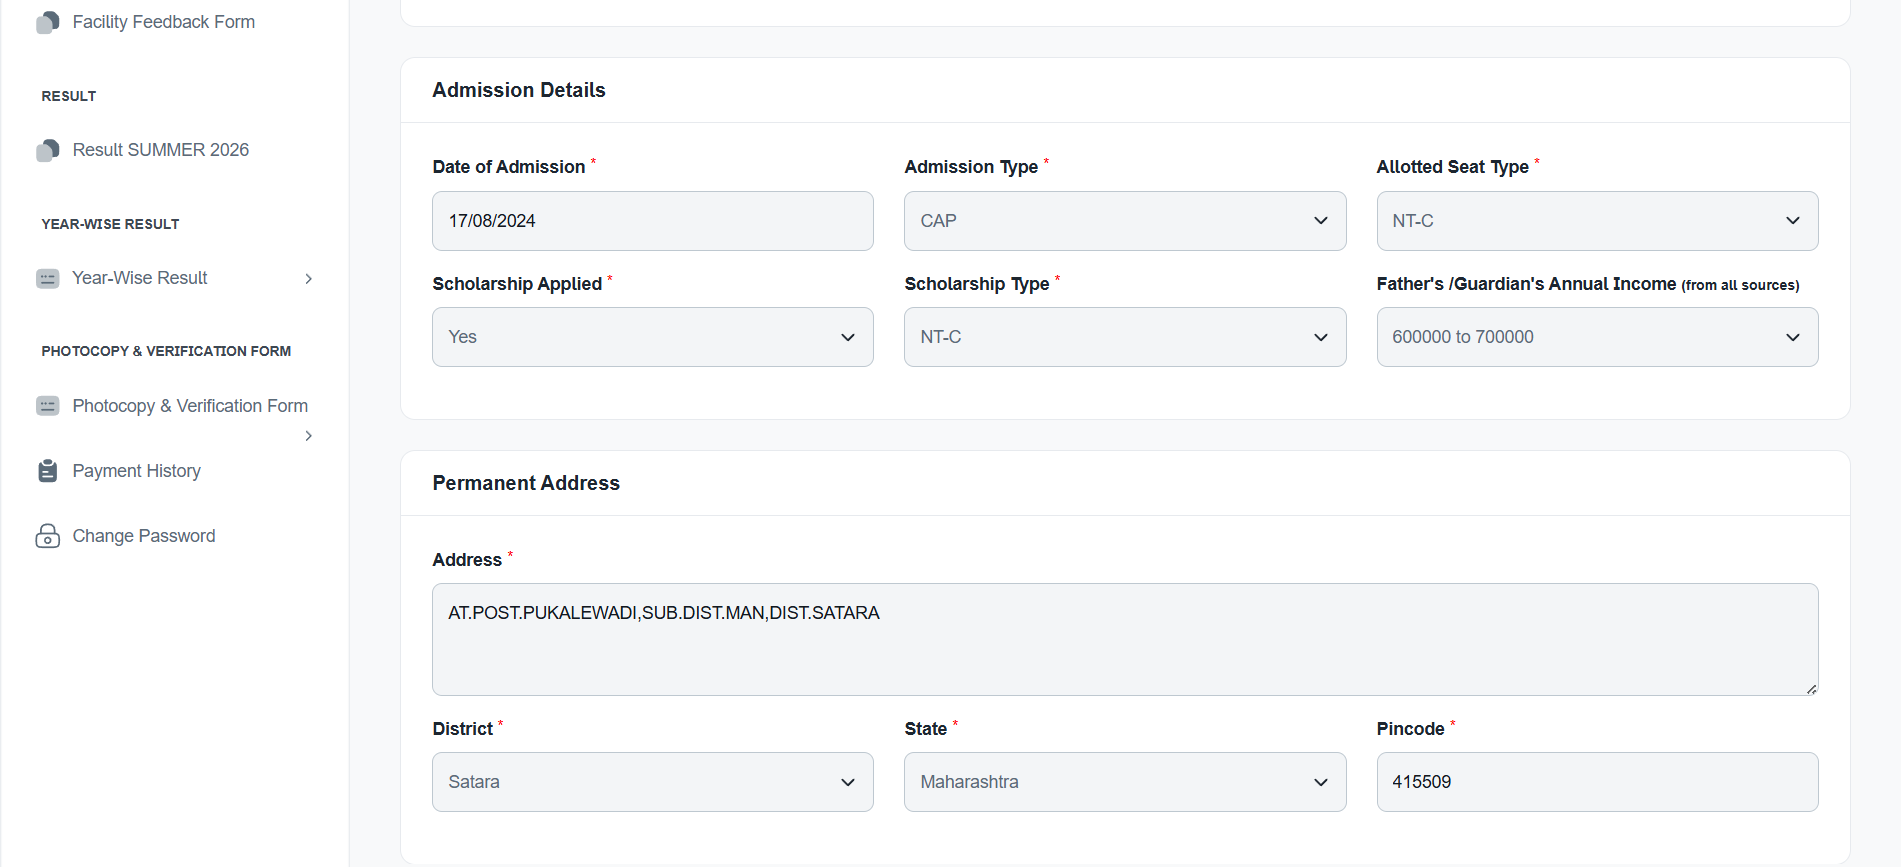 Facility Feedback Form
RESULT
Result SUMMER 2026
YEAR-WISE RESULT
Year-Wise Result
PHOTOCOPY & VERIFICATION FORM
Photocopy & Verification Form
Payment History
Change Password
Admission Details
Date of Admission * Admission Type * Allotted Seat Type *
17/08/2024 CAP NT-C
Scholarship Applied * Scholarship Type * Father's /Guardian's Annual Income (from all sources)
Yes NT-C 600000 to 700000
Permanent Address
Address *
AT.POST.PUKALEWADI,SUB.DIST.MAN,DIST.SATARA
District * State * Pincode *
Satara Maharashtra 415509